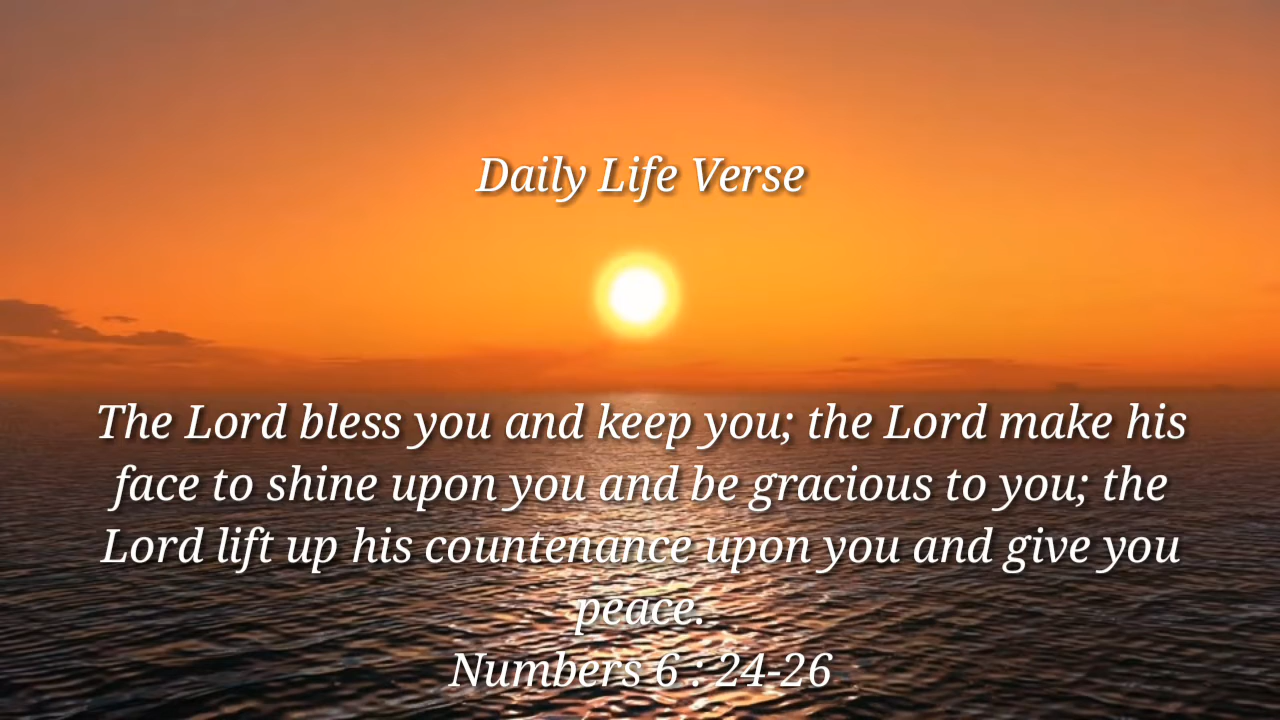 Daily Life Verse
The Lord bless you and keep you; the Lord make his
face to shine upon you and be gracious to you; the
Lord lift up his countenance upon you and give you
peace.
Numbers 6 : 24-26